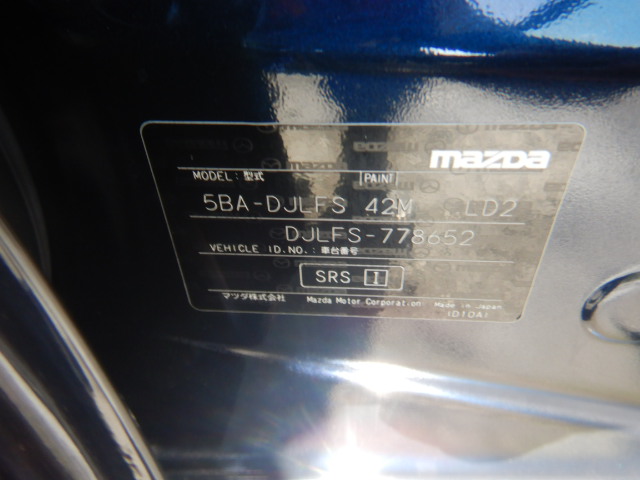 mazda
MODEL:型式 PAINT
5BA-DJLFS 42M LD2
DJLFS-778652
VEHICLE ID.NO.:車台番号
SRS I
マツダ株式会社 Mazda Motor Corporation Made in Japan
ID10A